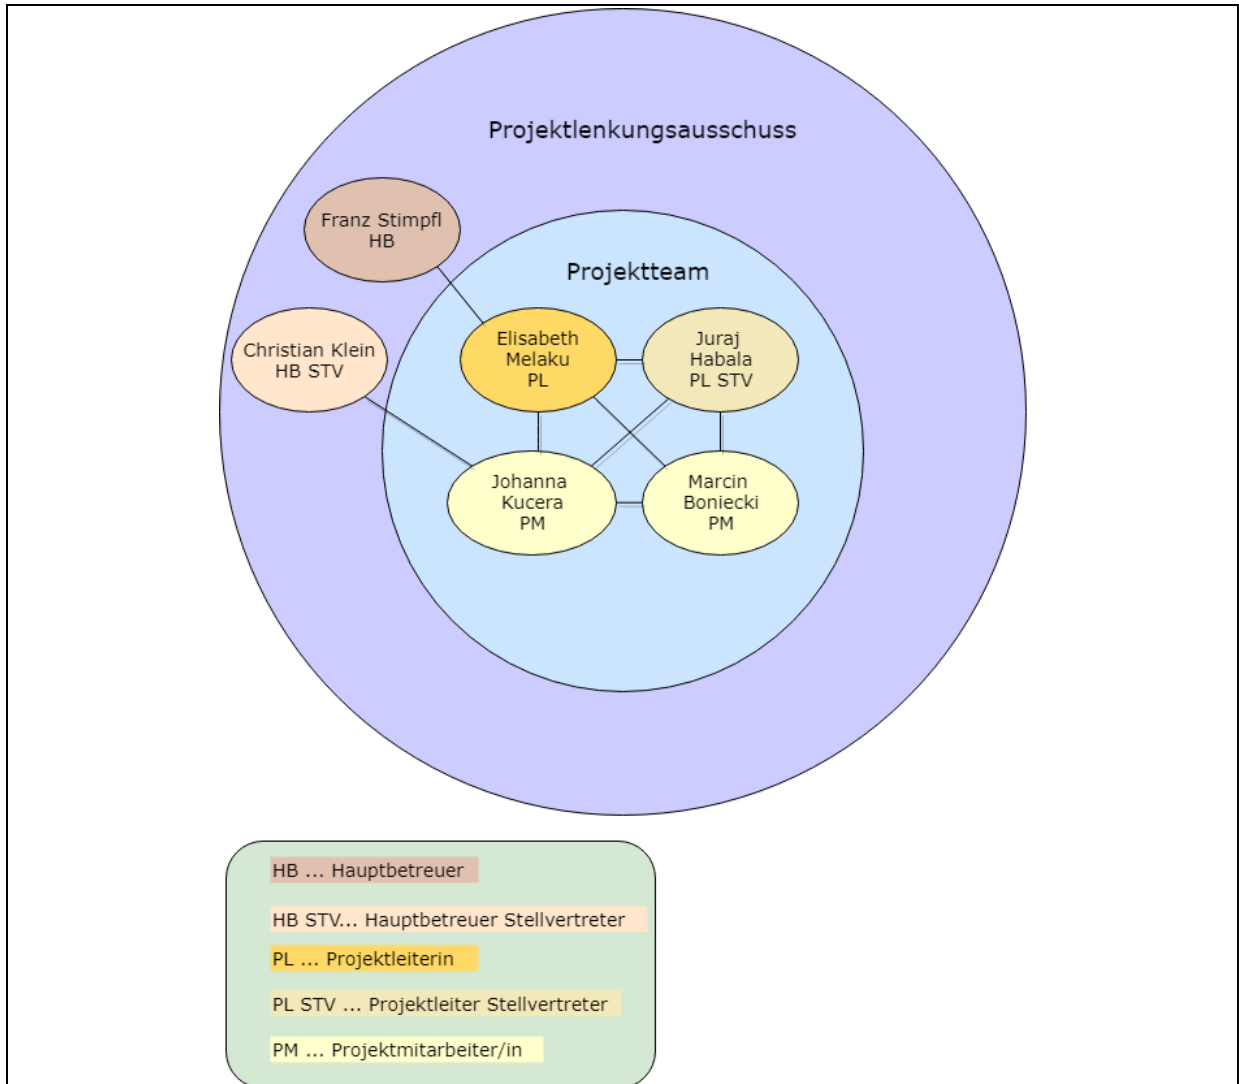 Projektlenkungsausschuss
Franz Stimpfl
HB
Projektteam
Christian Klein
HB STV
Elisabeth
Melaku
PL
Juraj
Habala
PL STV
Johanna
Kucera
PM
Marcin
Boniecki
PM
HB ... Hauptbetreuer
HB STV... Hauptbetreuer Stellvertreter
PL ... Projektleiterin
PL STV ... Projektleiter Stellvertreter
PM ... Projektmitarbeiter/in